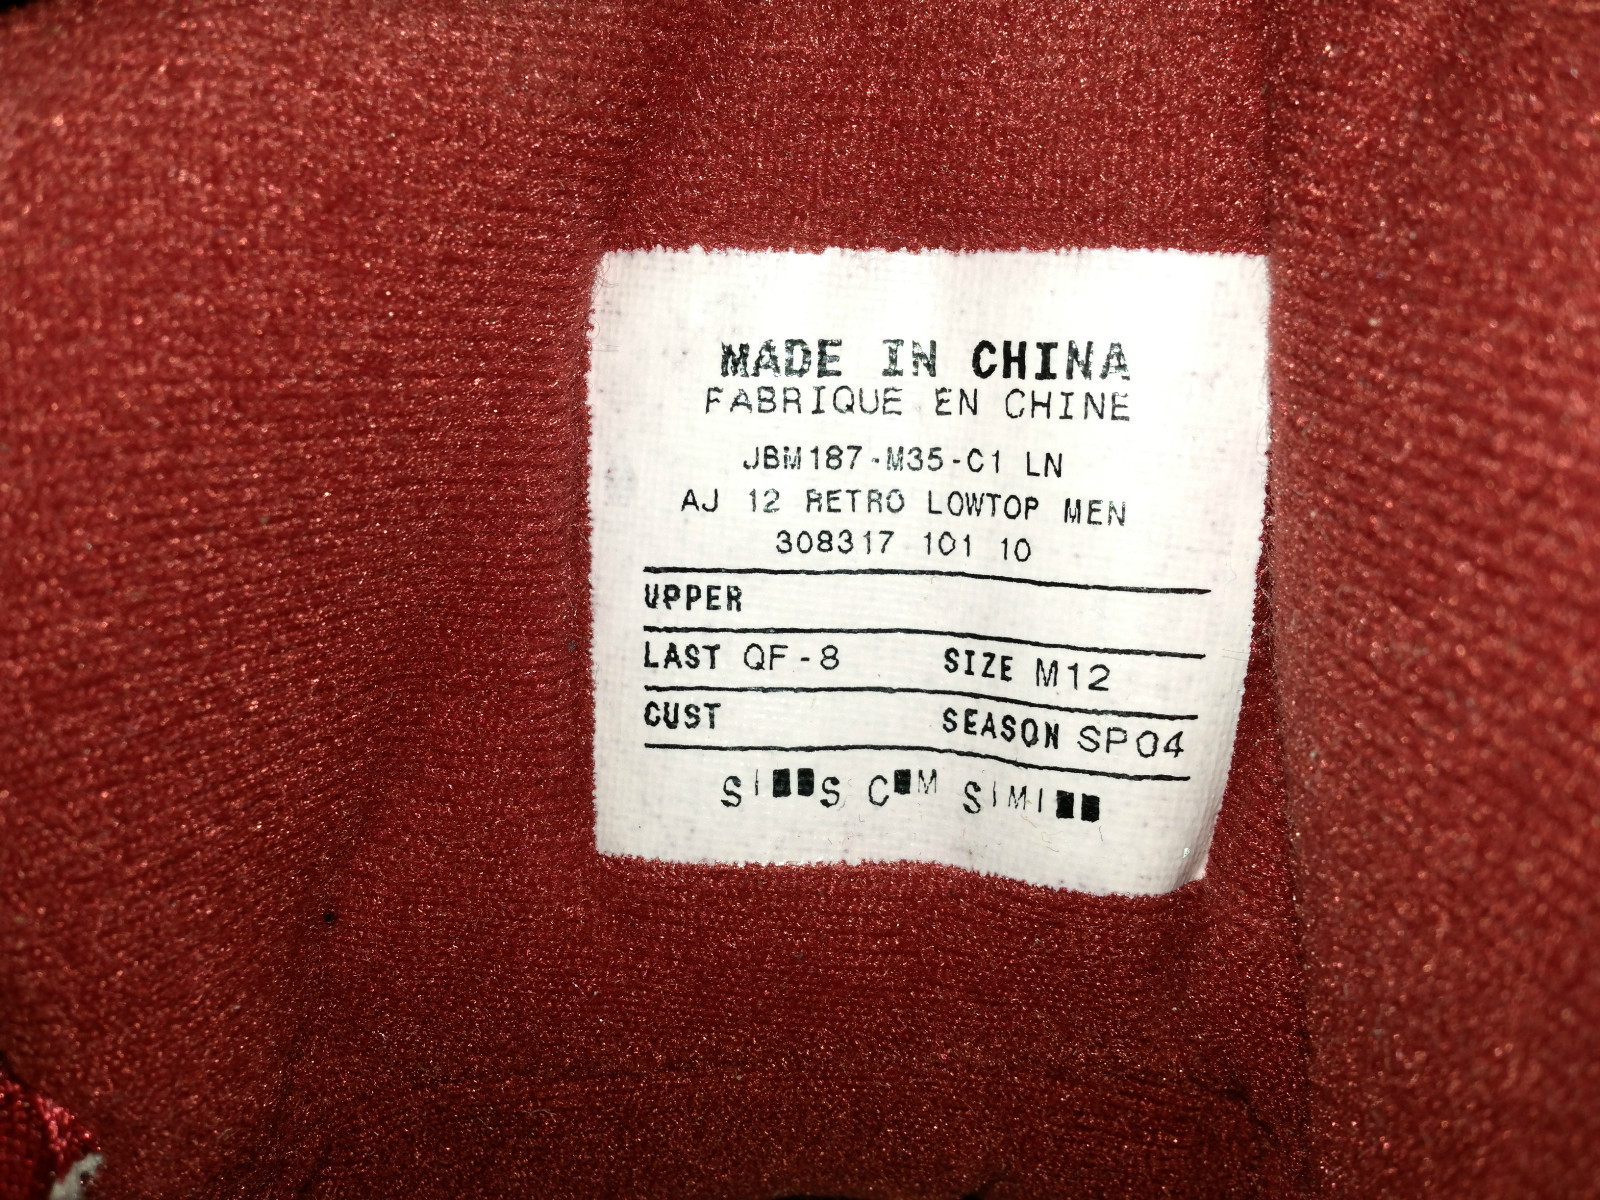 MADE IN CHINA
FABRIQUE EN CHINE
JBM187-M35-C1 LN
AJ 12 RETRO LOWTOP MEN
308317 101 10
UPPER
LAST QF-8 SIZE M12
CUST SEASON SP04